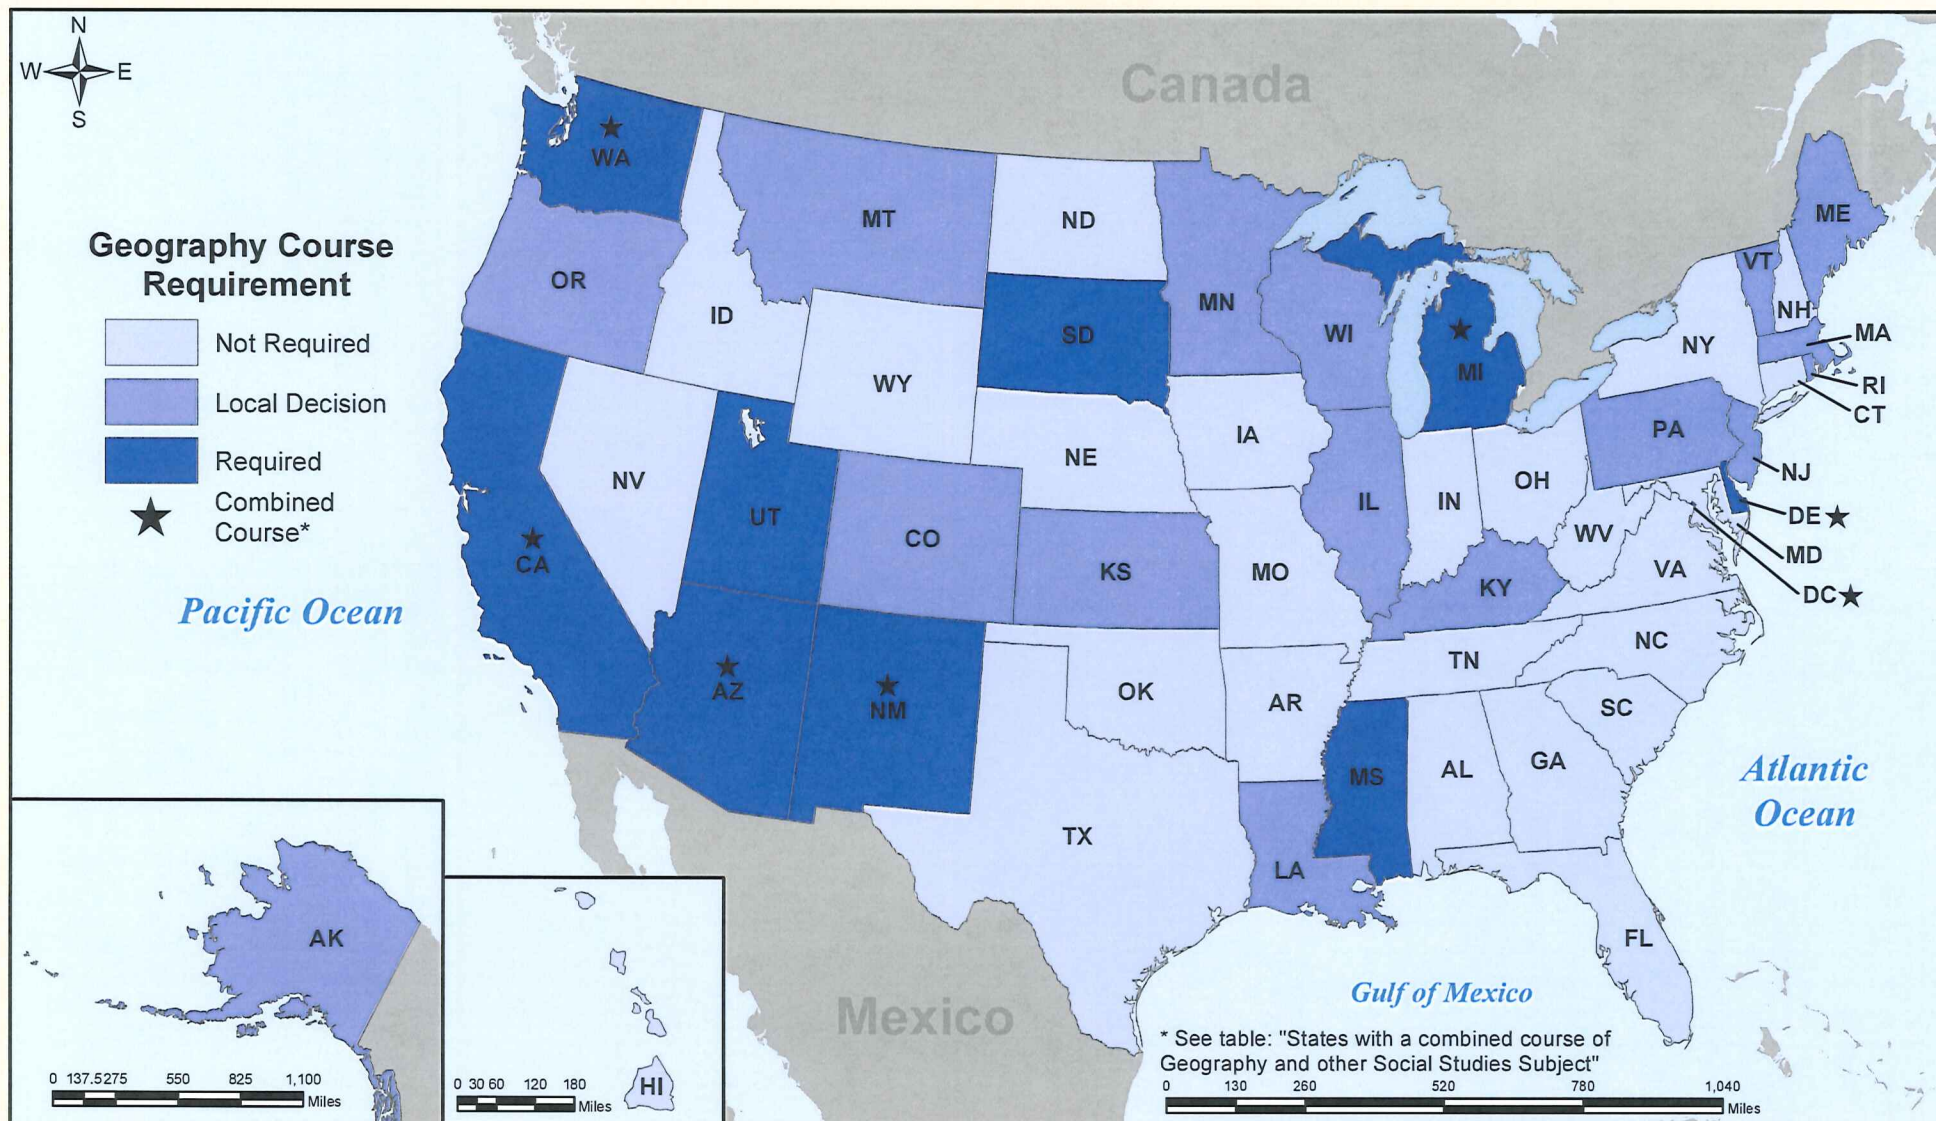 N
W E
S
Canada
Geography Course
Requirement
Not Required
Local Decision
Required
Combined
Course*
WA
OR
MT
ID
ND
SD
MN
WI
MI
WY
NE
IA
NV
UT
CO
CA
KS
IL
IN
OH
MO
KY
WV
VA
PA
NY
VT
NH
ME
MA
RI
CT
NJ
DE
MD
DC
AZ
NM
OK
AR
TN
NC
SC
MS
AL
GA
TX
LA
FL
AK
HI
Pacific Ocean
Atlantic
Ocean
Gulf of Mexico
Mexico
* See table: "States with a combined course of
Geography and other Social Studies Subject"
0 137.5 275 550 825 1,100
Miles
0 30 60 120 180
Miles
0 130 260 520 780 1,040
Miles